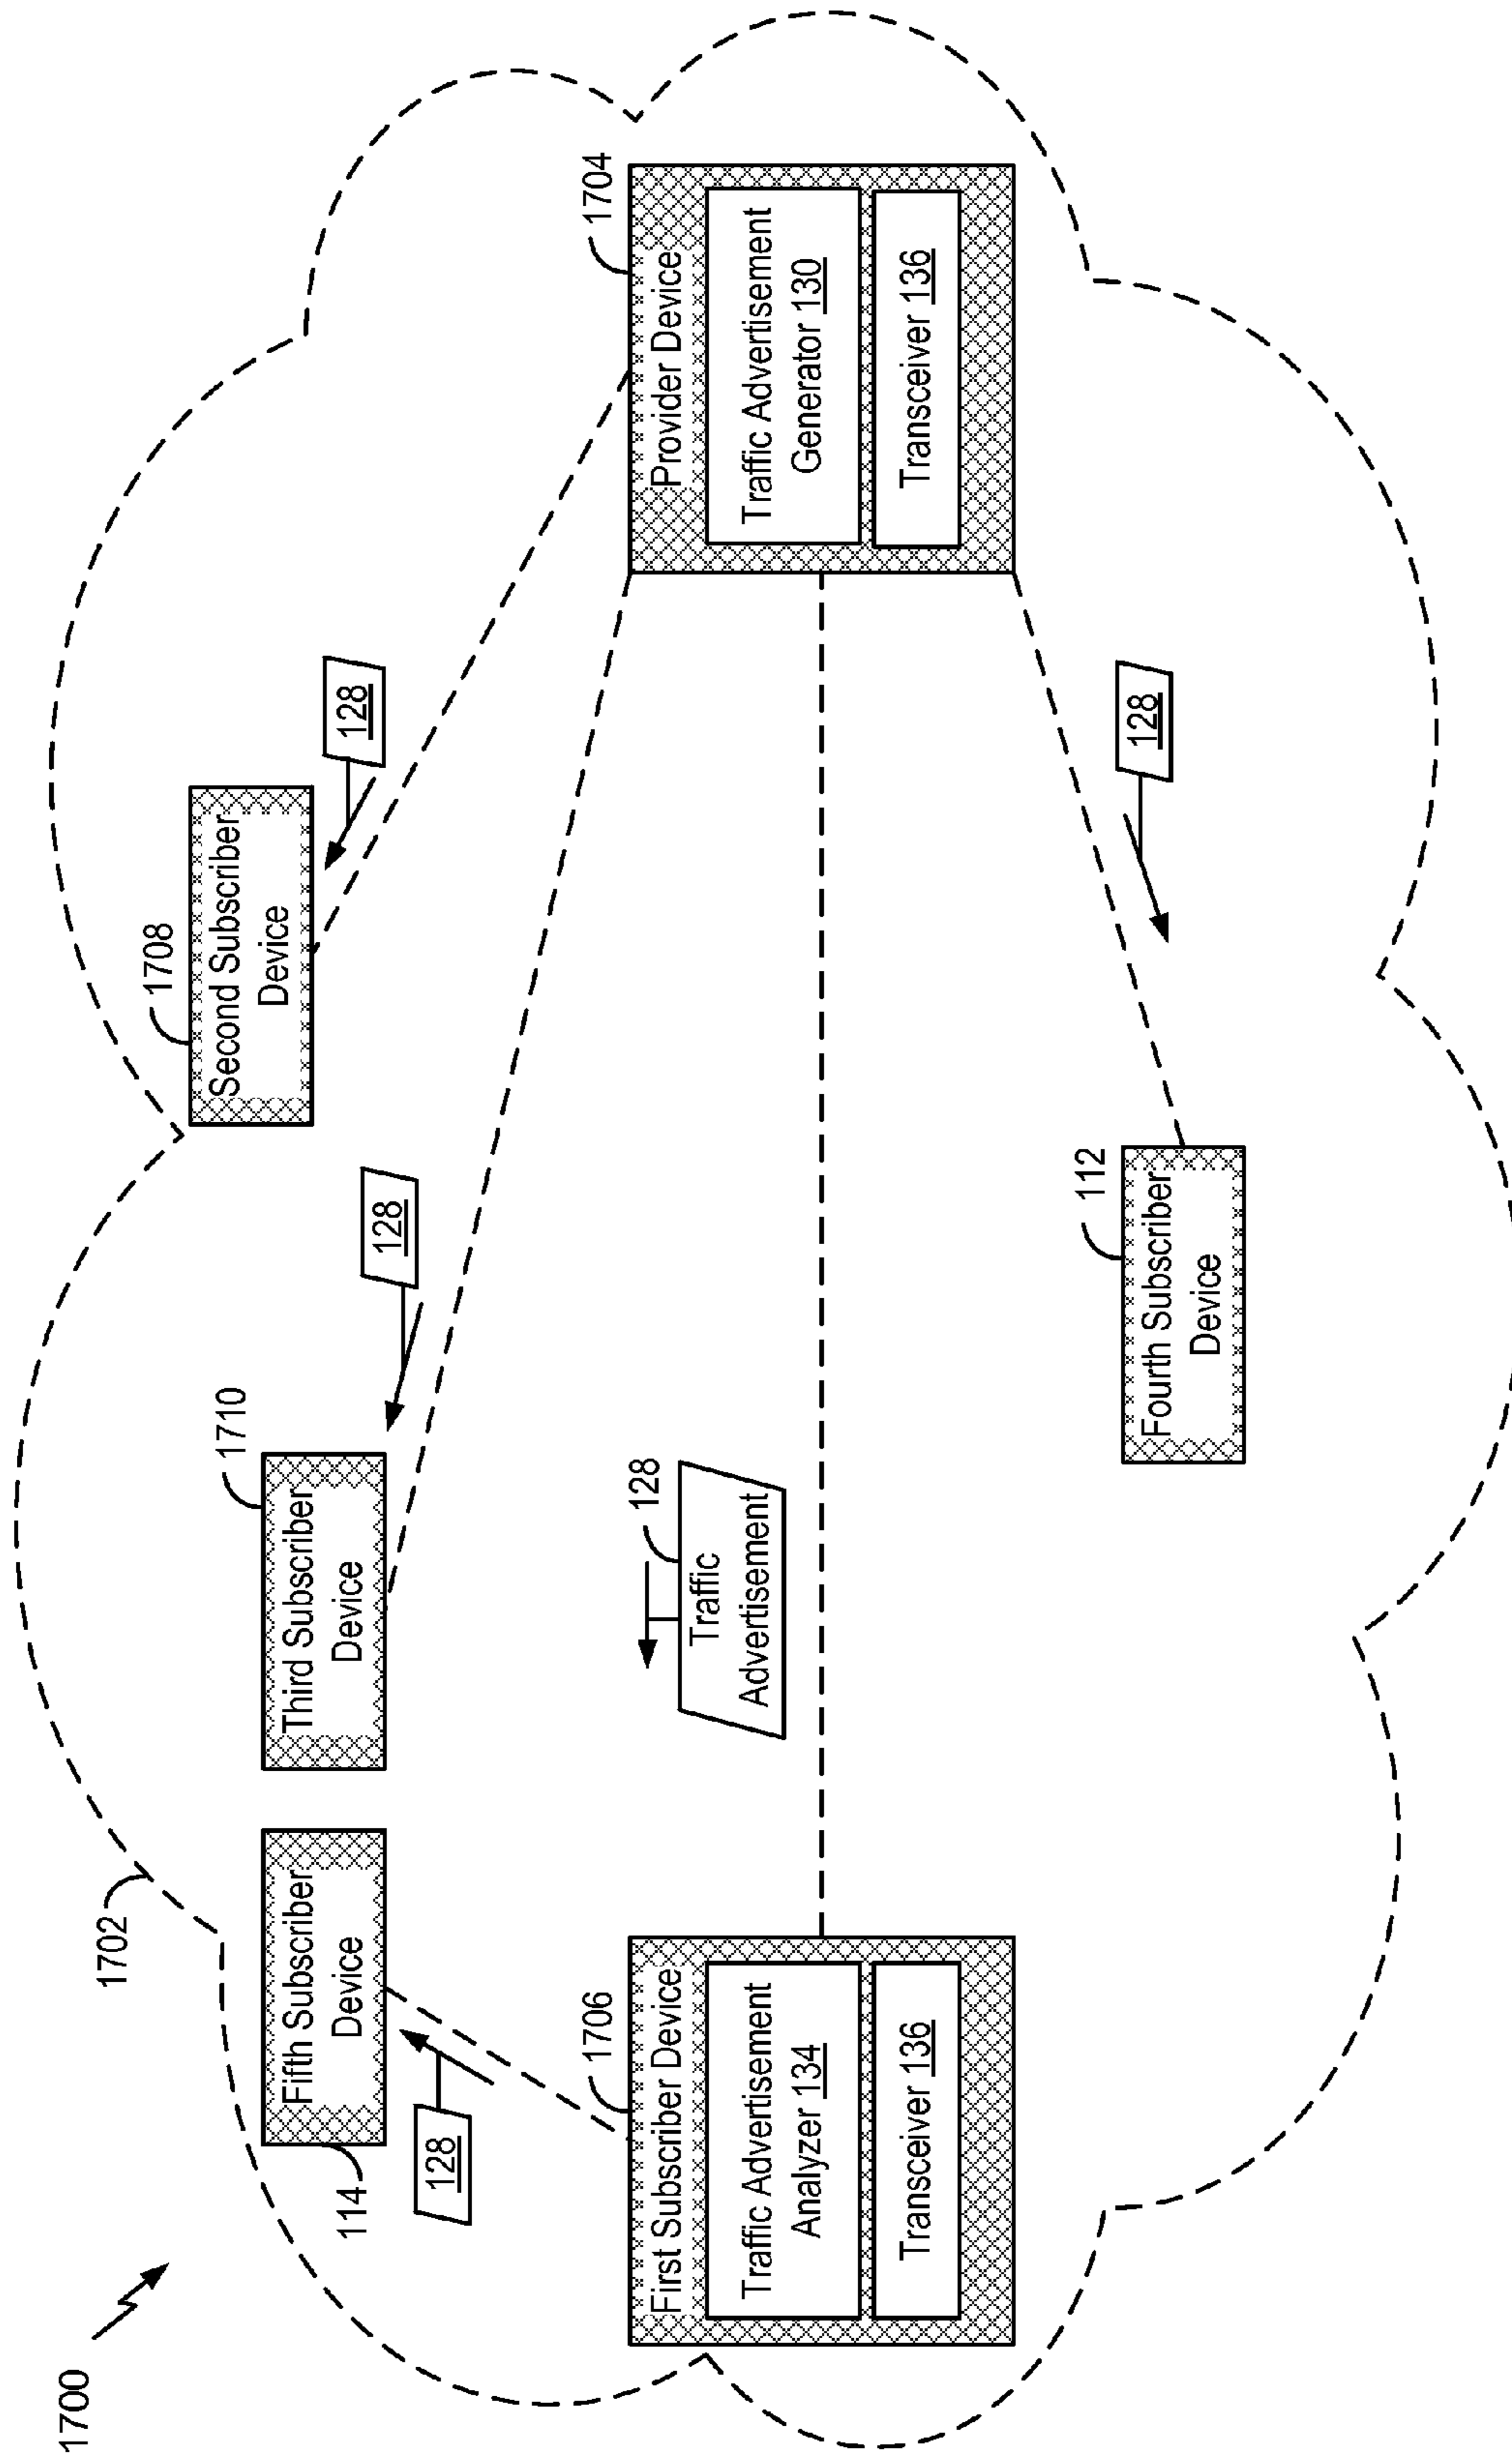 1700
1702
Fifth Subscriber
Device
114
128
Third Subscriber
Device
1710
128
Second Subscriber
Device
1708
128
First Subscriber Device
1706
Traffic Advertisement
Analyzer 134
Transceiver 136
128
Traffic
Advertisement
Provider Device
1704
Traffic Advertisement
Generator 130
Transceiver 136
Fourth Subscriber
Device
112
128